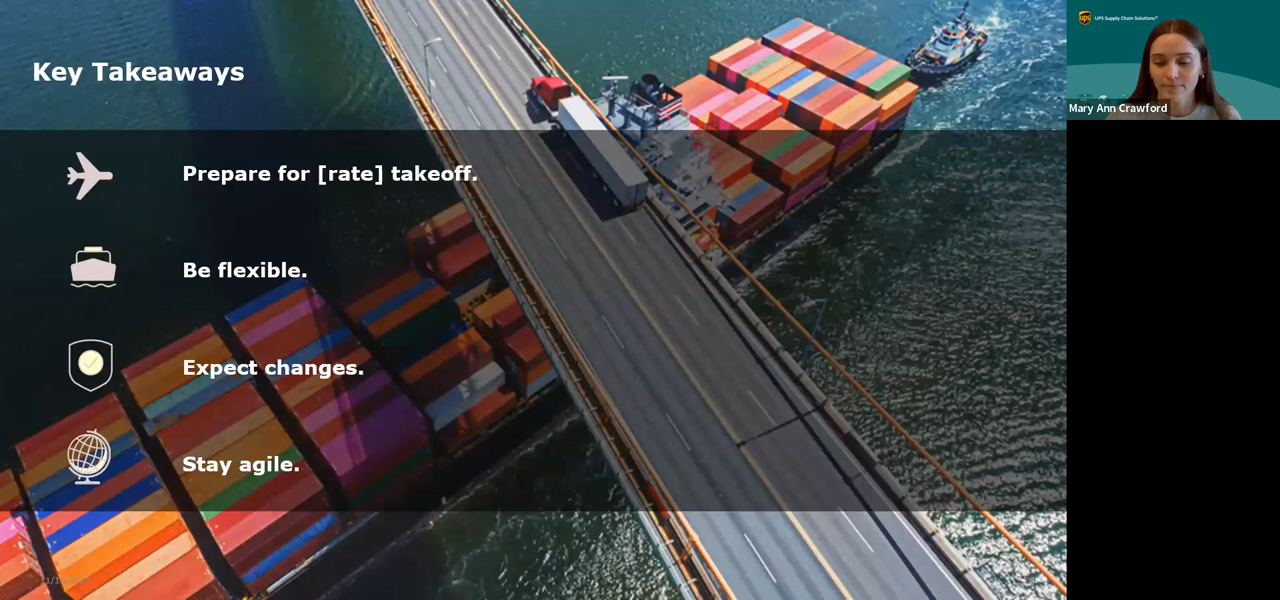 Key Takeaways
Prepare for [rate] takeoff.
Be flexible.
Expect changes.
Stay agile.
ups
UPS Supply Chain Solutions®
Mary Ann Crawford